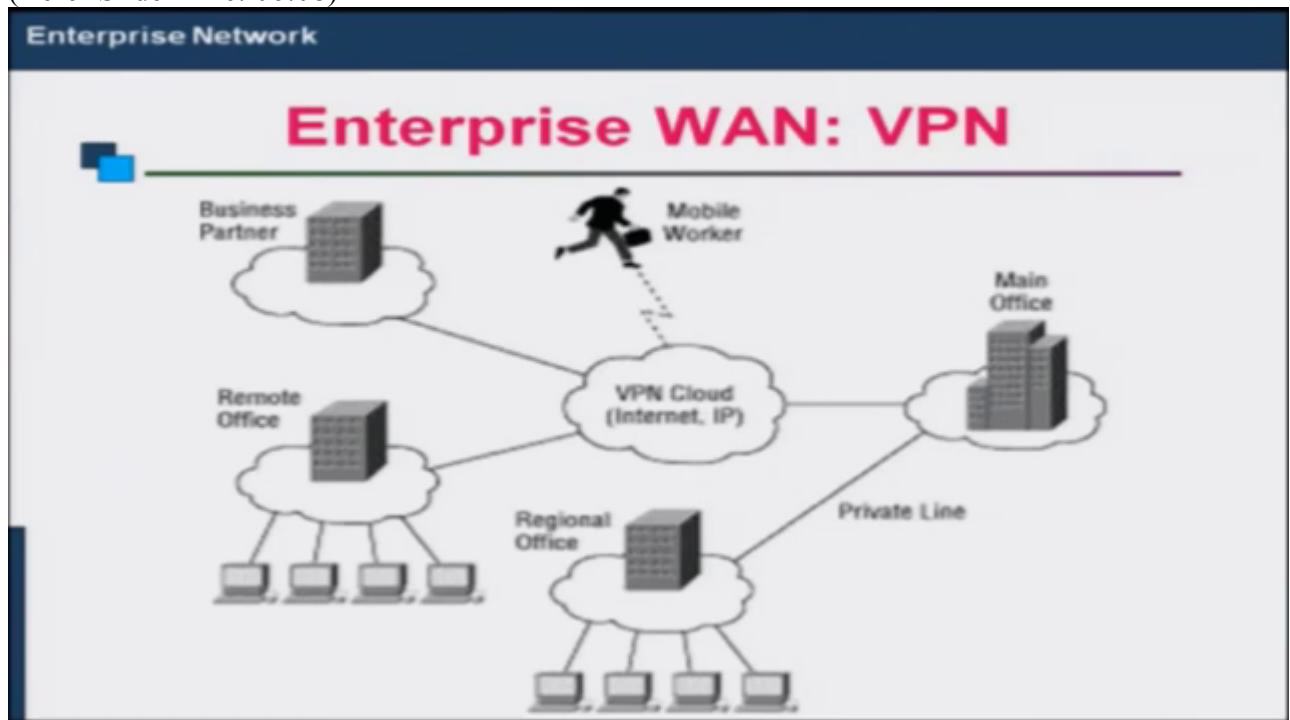 Enterprise Network
Enterprise WAN: VPN
Business
Partner
Mobile
Worker
Main
Office
VPN Cloud
(Internet, IP)
Remote
Office
Regional
Office
Private Line